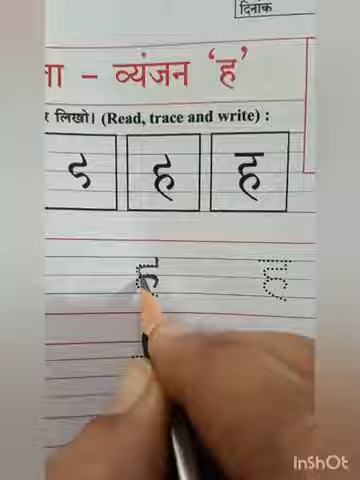 दिनांक
– व्यंजन ‘ह’
लिखो। (Read, trace and write) :
ह ह
ह
InShOt